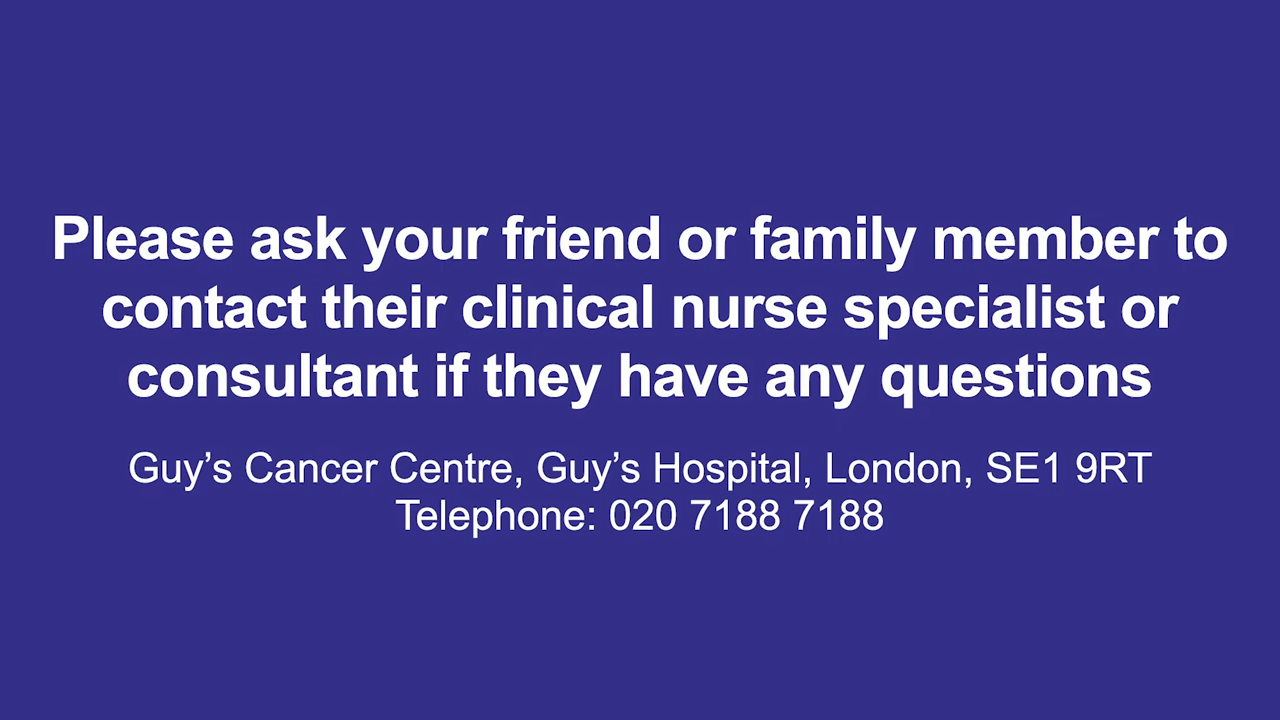 Please ask your friend or family member to
contact their clinical nurse specialist or
consultant if they have any questions
Guy’s Cancer Centre, Guy’s Hospital, London, SE1 9RT
Telephone: 020 7188 7188